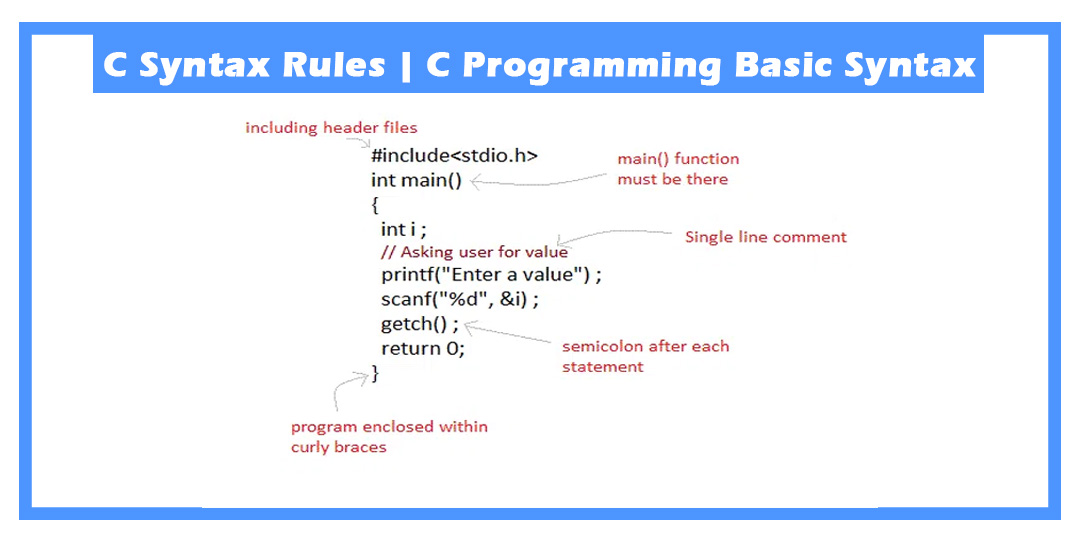 C Syntax Rules | C Programming Basic Syntax
including header files
#include<stdio.h>
int main()
main() function
must be there
{
int i ;
// Asking user for value
Single line comment
printf("Enter a value") ;
scanf("%d", &i) ;
getch() ;
return 0;
semicolon after each
statement
}
program enclosed within
curly braces